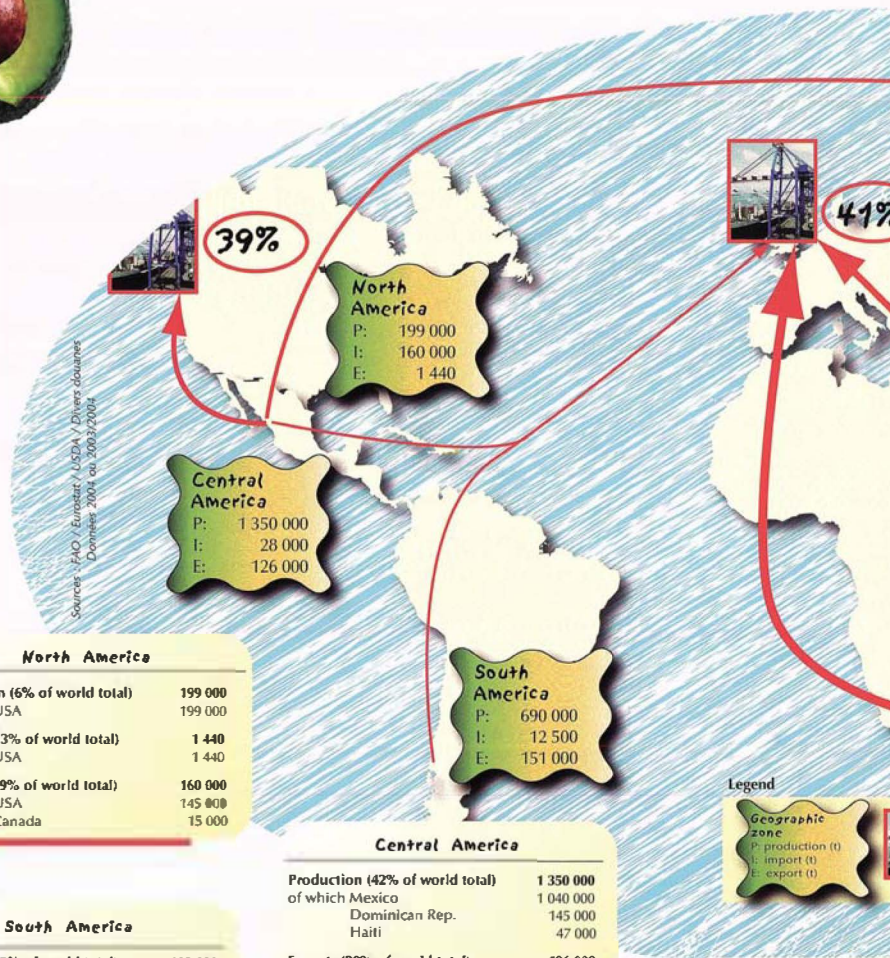 39%
41%
North
America
P: 199 000
I: 160 000
E: 1 440
Sources : FAO / Eurostat / USDA / Divers douanes
Données 2004 ou 2003/2004
Central
America
P: 1 350 000
I: 28 000
E: 126 000
South
America
P: 690 000
I: 12 500
E: 151 000
North America
(6% of world total) 199 000
USA 199 000
3% of world total) 1 440
USA 1 440
9% of world total) 160 000
USA 145 000
Canada 15 000
Legend
Geographic
zone
P: production (t)
I: import (t)
E: export (t)
Central America
Production (42% of world total) 1 350 000
of which Mexico 1 040 000
Dominican Rep. 145 000
Haiti 47 000
South America